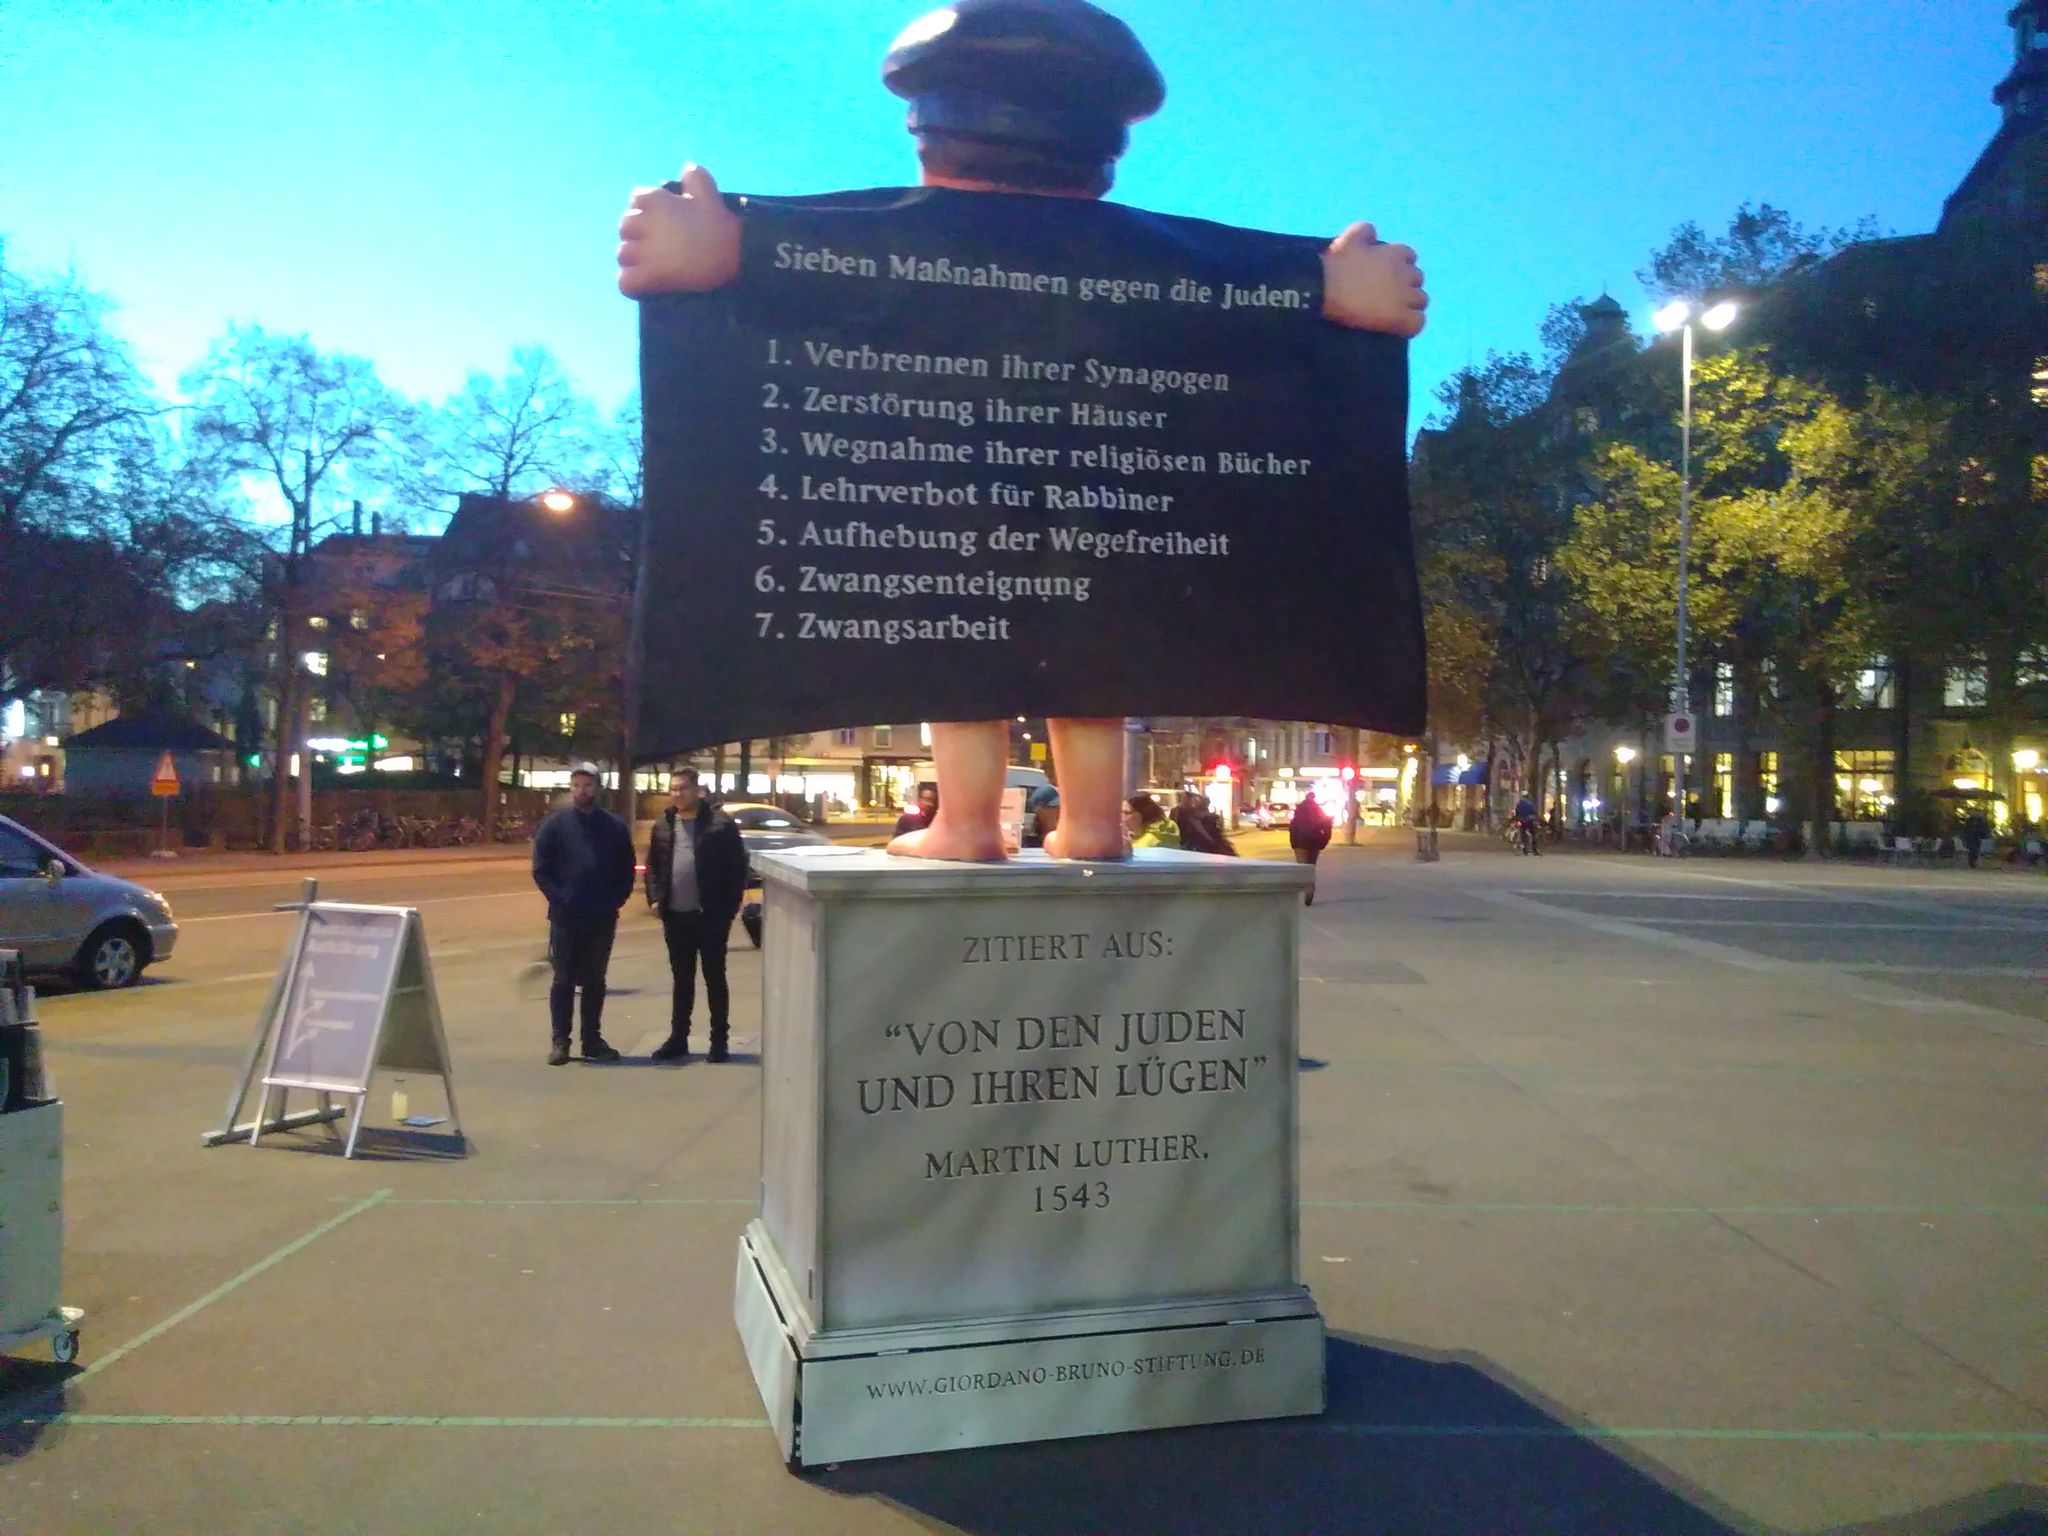 Sieben Maßnahmen gegen die Juden:
1. Verbrennen ihrer Synagogen
2. Zerstörung ihrer Häuser
3. Wegnahme ihrer religiösen Bücher
4. Lehrverbot für Rabbiner
5. Aufhebung der Wegefreiheit
6. Zwangsenteignung
7. Zwangsarbeit
ZITIERT AUS:
“VON DEN JUDEN
UND IHREN LÜGEN”
MARTIN LUTHER.
1543
WWW.GIORDANO-BRUNO-STIFTUNG.DE